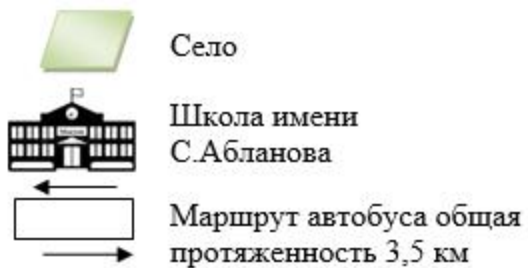 Село
Школа имени
С.Абланова
Маршрут автобуса общая
протяженность 3,5 км